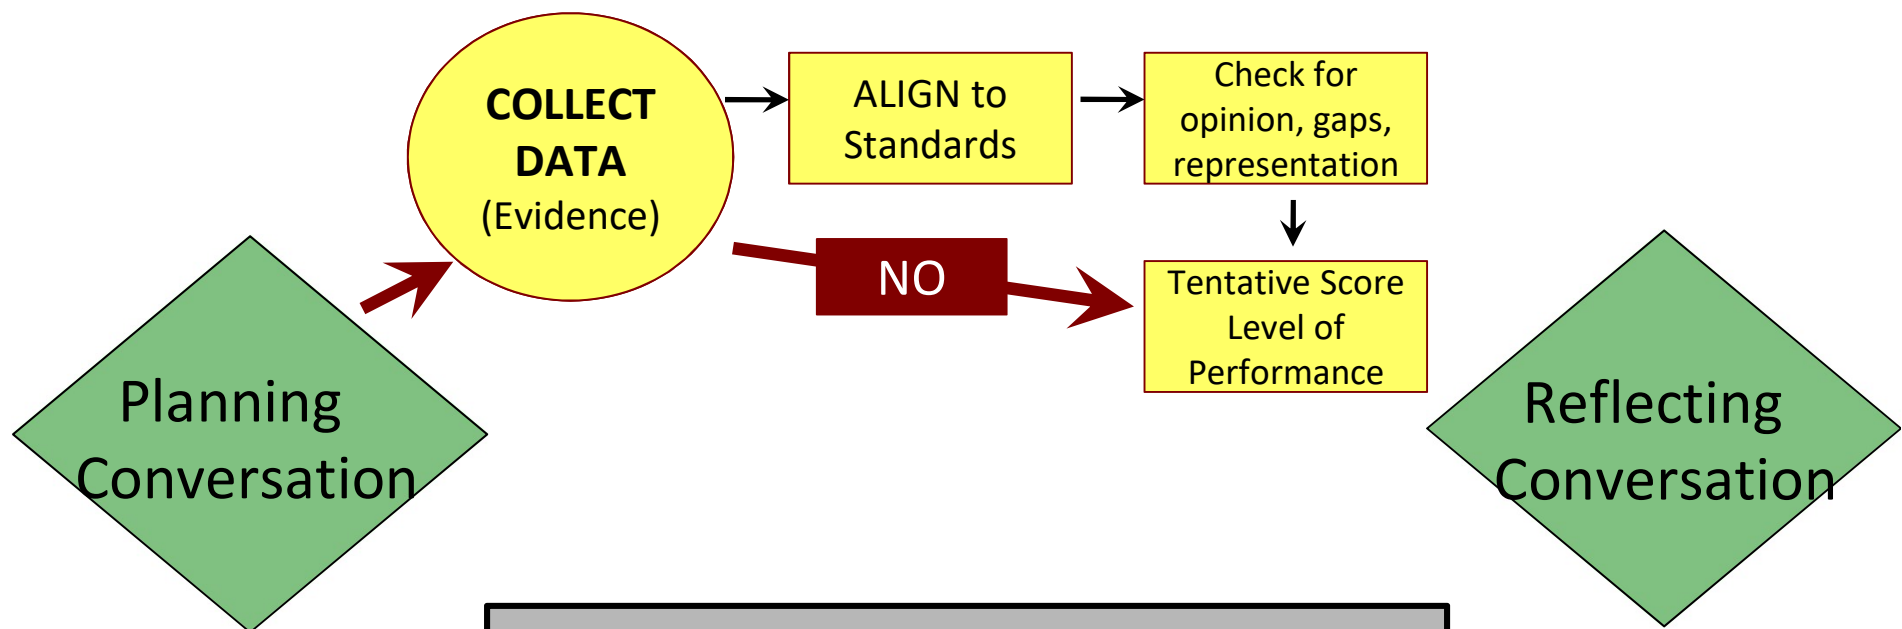 COLLECT
DATA
(Evidence)
ALIGN to
Standards
Check for
opinion, gaps,
representation
NO
Tentative Score
Level of
Performance
Planning
Conversation
Reflecting
Conversation